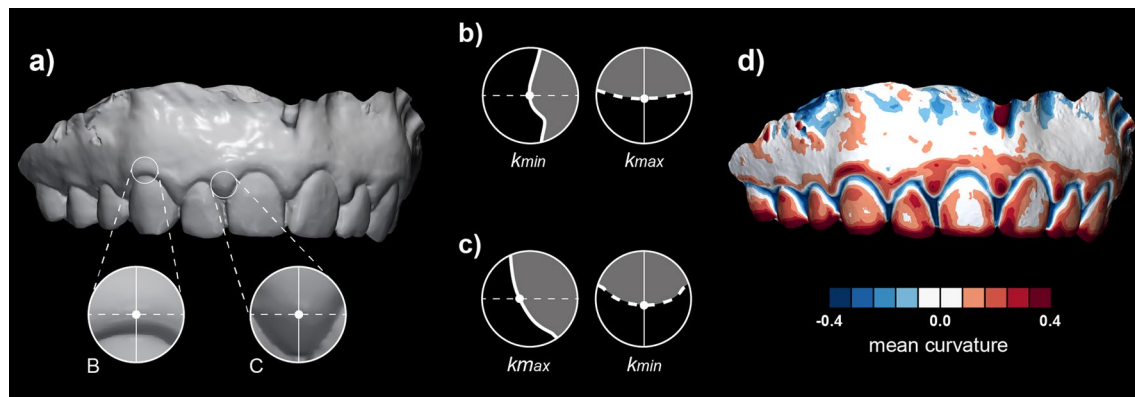 a)
B
C
b)
kmin
kmax
c)
kmax
kmin
d)
-0.4
0.0
0.4
mean curvature